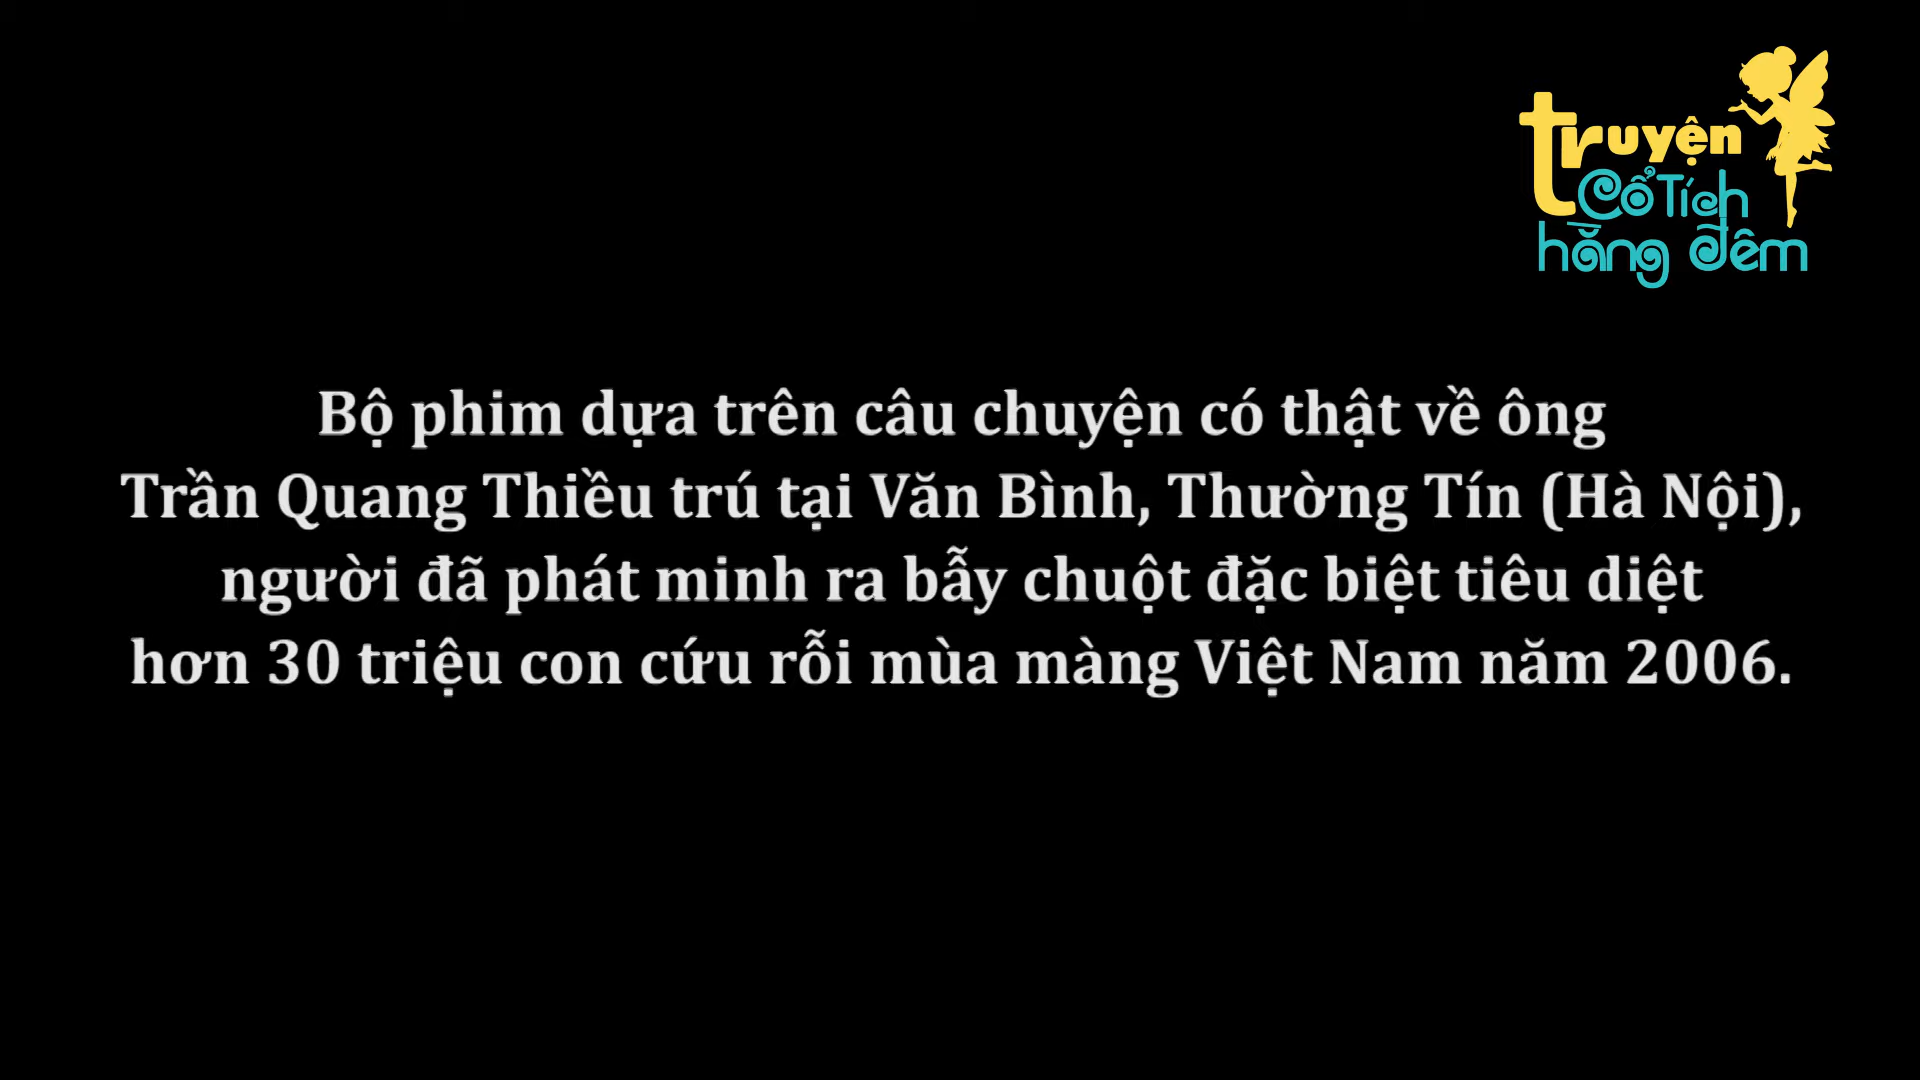 truyện
Cổ Tích
hằng đêm
Bộ phim dựa trên câu chuyện có thật về ông
Trần Quang Thiều trú tại Văn Bình, Thường Tín (Hà Nội),
người đã phát minh ra bẫy chuột đặc biệt tiêu diệt
hơn 30 triệu con cứu rỗi mùa màng Việt Nam năm 2006.